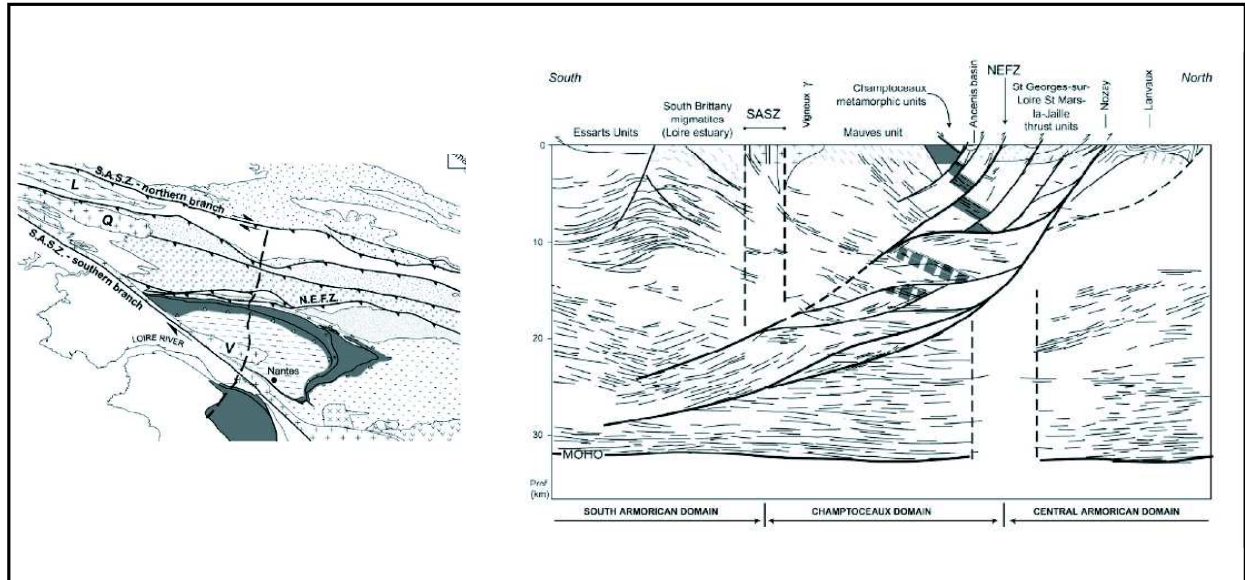 L
S.A.S.Z. - northern branch
Q
S.A.S.Z. - southern branch
N.E.F.Z.
LOIRE RIVER
V
Nantes
South
North
Essarts Units
South Brittany
migmatites
(Loire estuary)
SASZ
Vigneux γ
Mauves unit
Champtoceaux
metamorphic units
Ancenis basin
NEFZ
St Georges-sur-
Loire St Mars-
la-Jaille
thrust units
Nozay
Lanvaux
0
10
20
30
MOHO
Prof
(km)
SOUTH ARMORICAN DOMAIN
CHAMPTOCEAUX DOMAIN
CENTRAL ARMORICAN DOMAIN